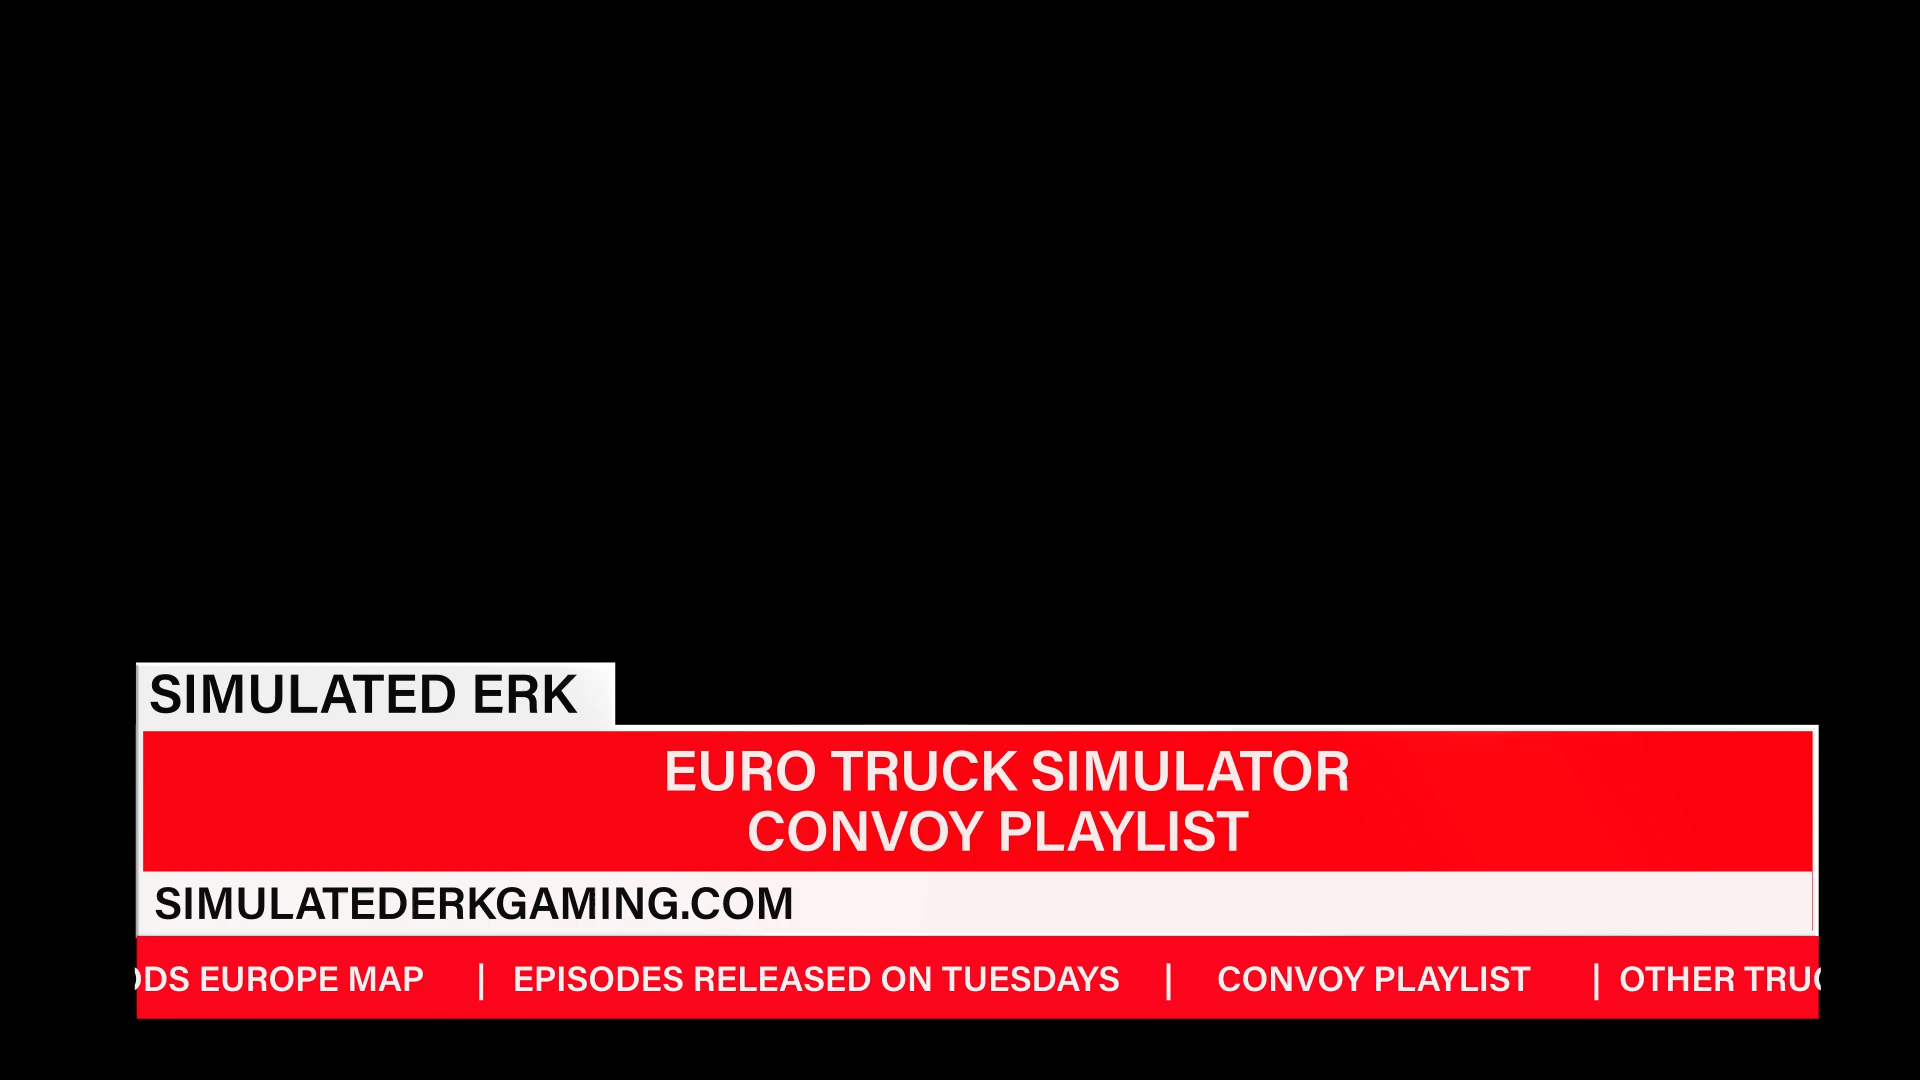 SIMULATED ERK
EURO TRUCK SIMULATOR
CONVOY PLAYLIST
SIMULATEDERKGAMING.COM
EUROPE MAP | EPISODES RELEASED ON TUESDAYS | CONVOY PLAYLIST | OTHER